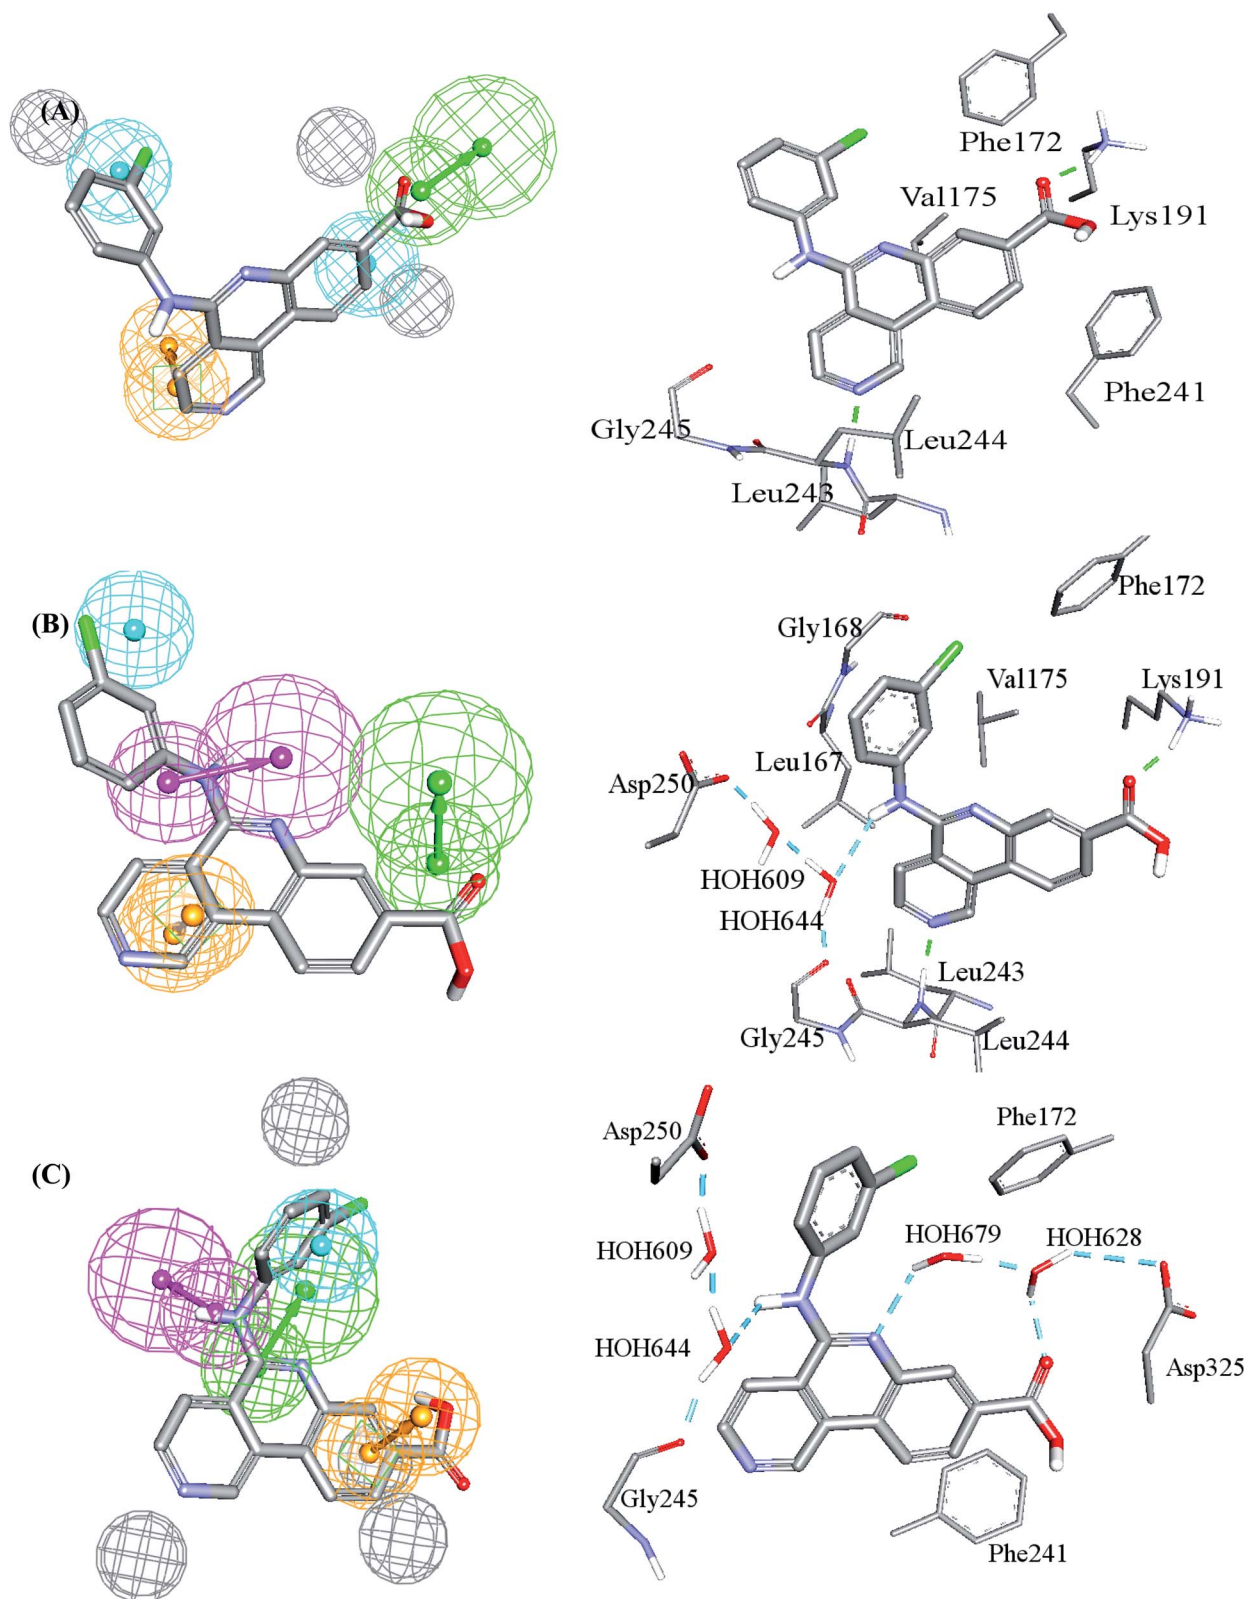 (A)
Phe172
Val175
Lys191
Phe241
Gly245
Leu244
Leu243
(B)
Phe172
Gly168
Val175
Lys191
Leu167
Asp250
HOH609
HOH644
Leu243
Gly245
Leu244
(C)
Asp250
Phe172
HOH679
HOH628
HOH609
HOH644
Asp325
Gly245
Phe241